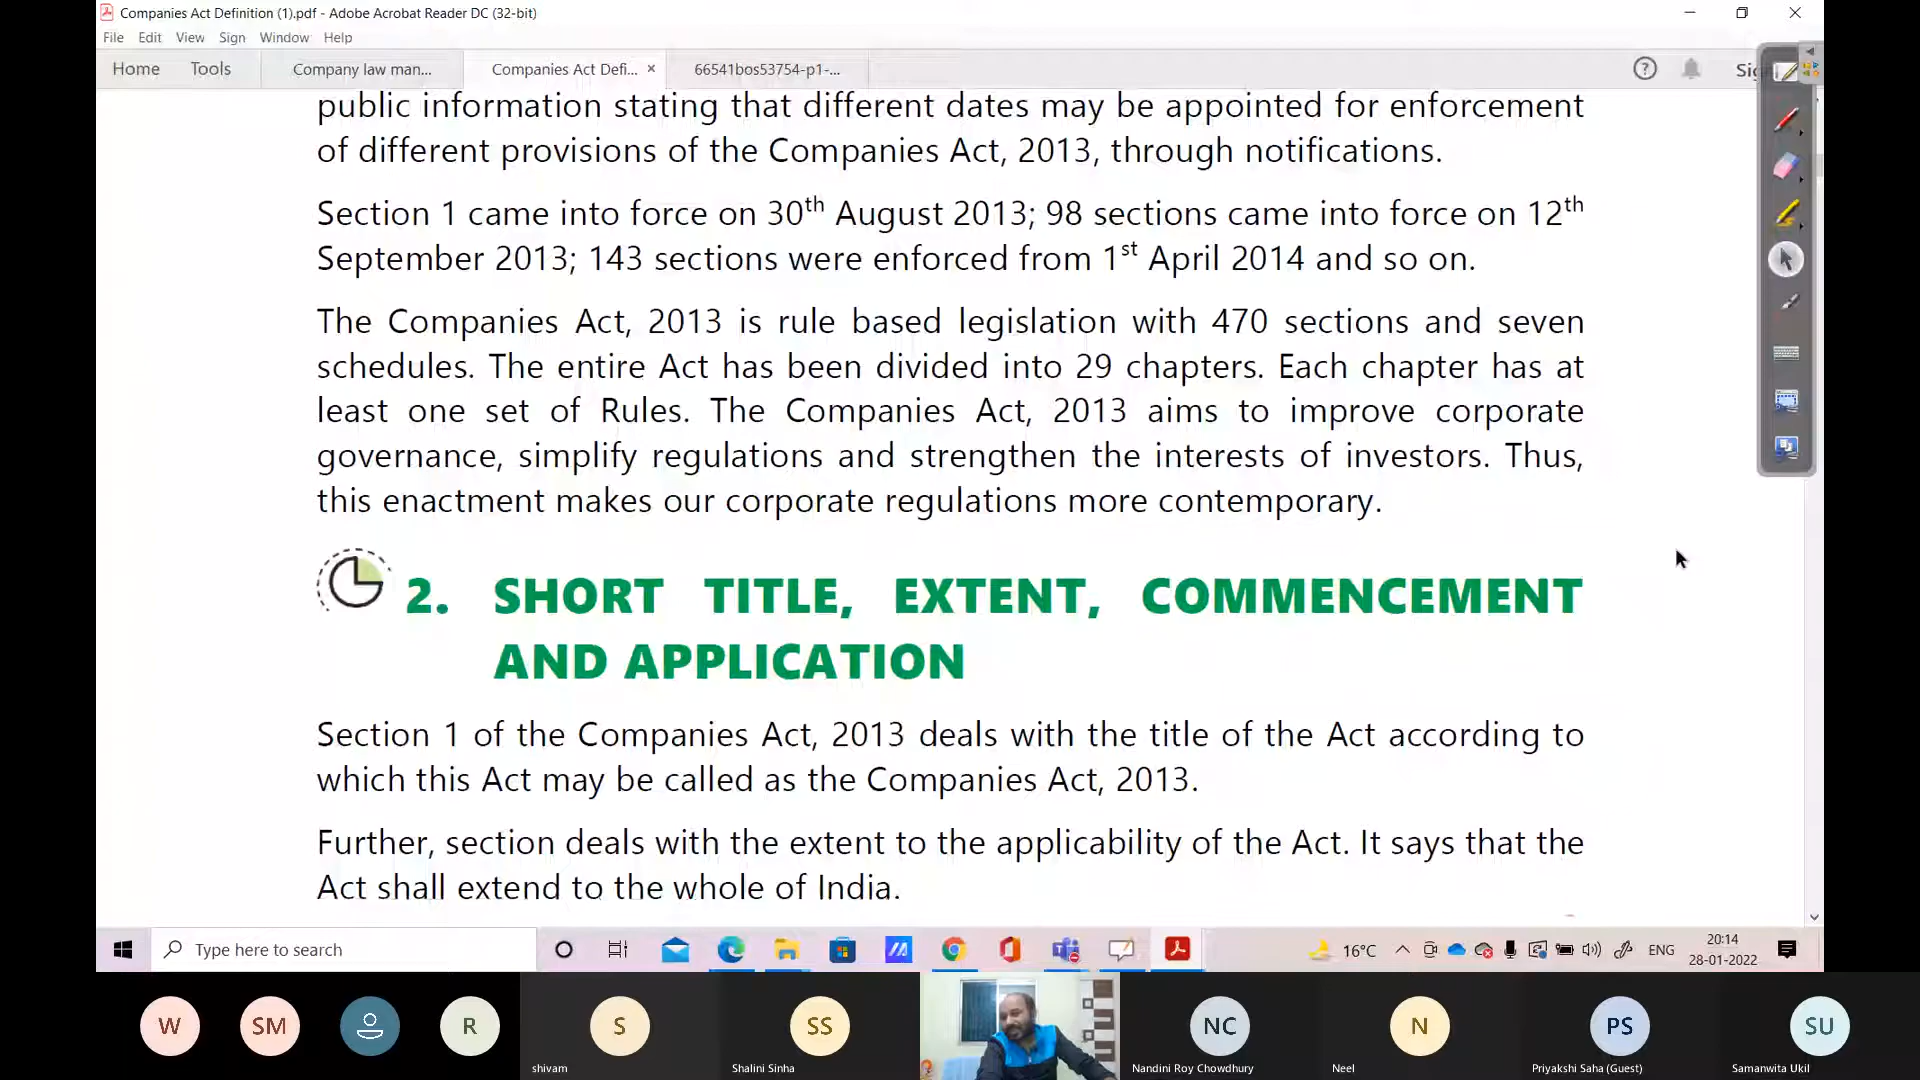 Companies Act Definition (1).pdf - Adobe Acrobat Reader DC (32-bit)
File Edit View Sign Window Help
Home Tools Company law man... Companies Act Defi... × 66541bos53754-p1-... ?
public information stating that different dates may be appointed for enforcement
of different provisions of the Companies Act, 2013, through notifications.
Section 1 came into force on 30th August 2013; 98 sections came into force on 12th
September 2013; 143 sections were enforced from 1st April 2014 and so on.
The Companies Act, 2013 is rule based legislation with 470 sections and seven
schedules. The entire Act has been divided into 29 chapters. Each chapter has at
least one set of Rules. The Companies Act, 2013 aims to improve corporate
governance, simplify regulations and strengthen the interests of investors. Thus,
this enactment makes our corporate regulations more contemporary.
2. SHORT TITLE, EXTENT, COMMENCEMENT
AND APPLICATION
Section 1 of the Companies Act, 2013 deals with the title of the Act according to
which this Act may be called as the Companies Act, 2013.
Further, section deals with the extent to the applicability of the Act. It says that the
Act shall extend to the whole of India.
Type here to search
16°C ENG
20:14
28-01-2022
W SM R S SS NC N PS SU
shivam Shalini Sinha Nandini Roy Chowdhury Neel Priyakshi Saha (Guest) Samanwita Ukil